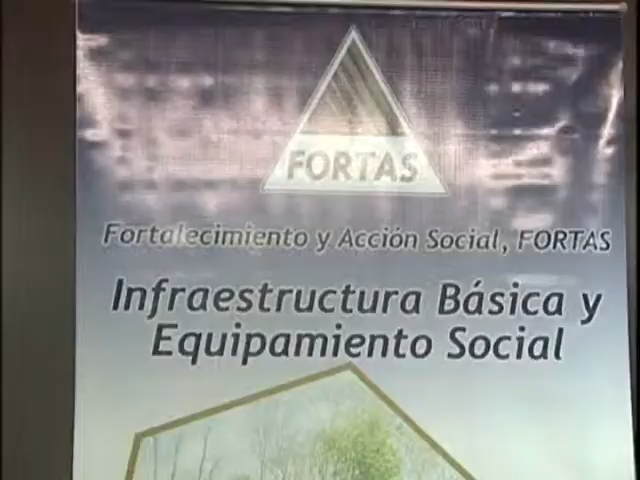 FORTAS
Fortalecimiento y Acción Social, FORTAS
Infraestructura Básica y
Equipamiento Social